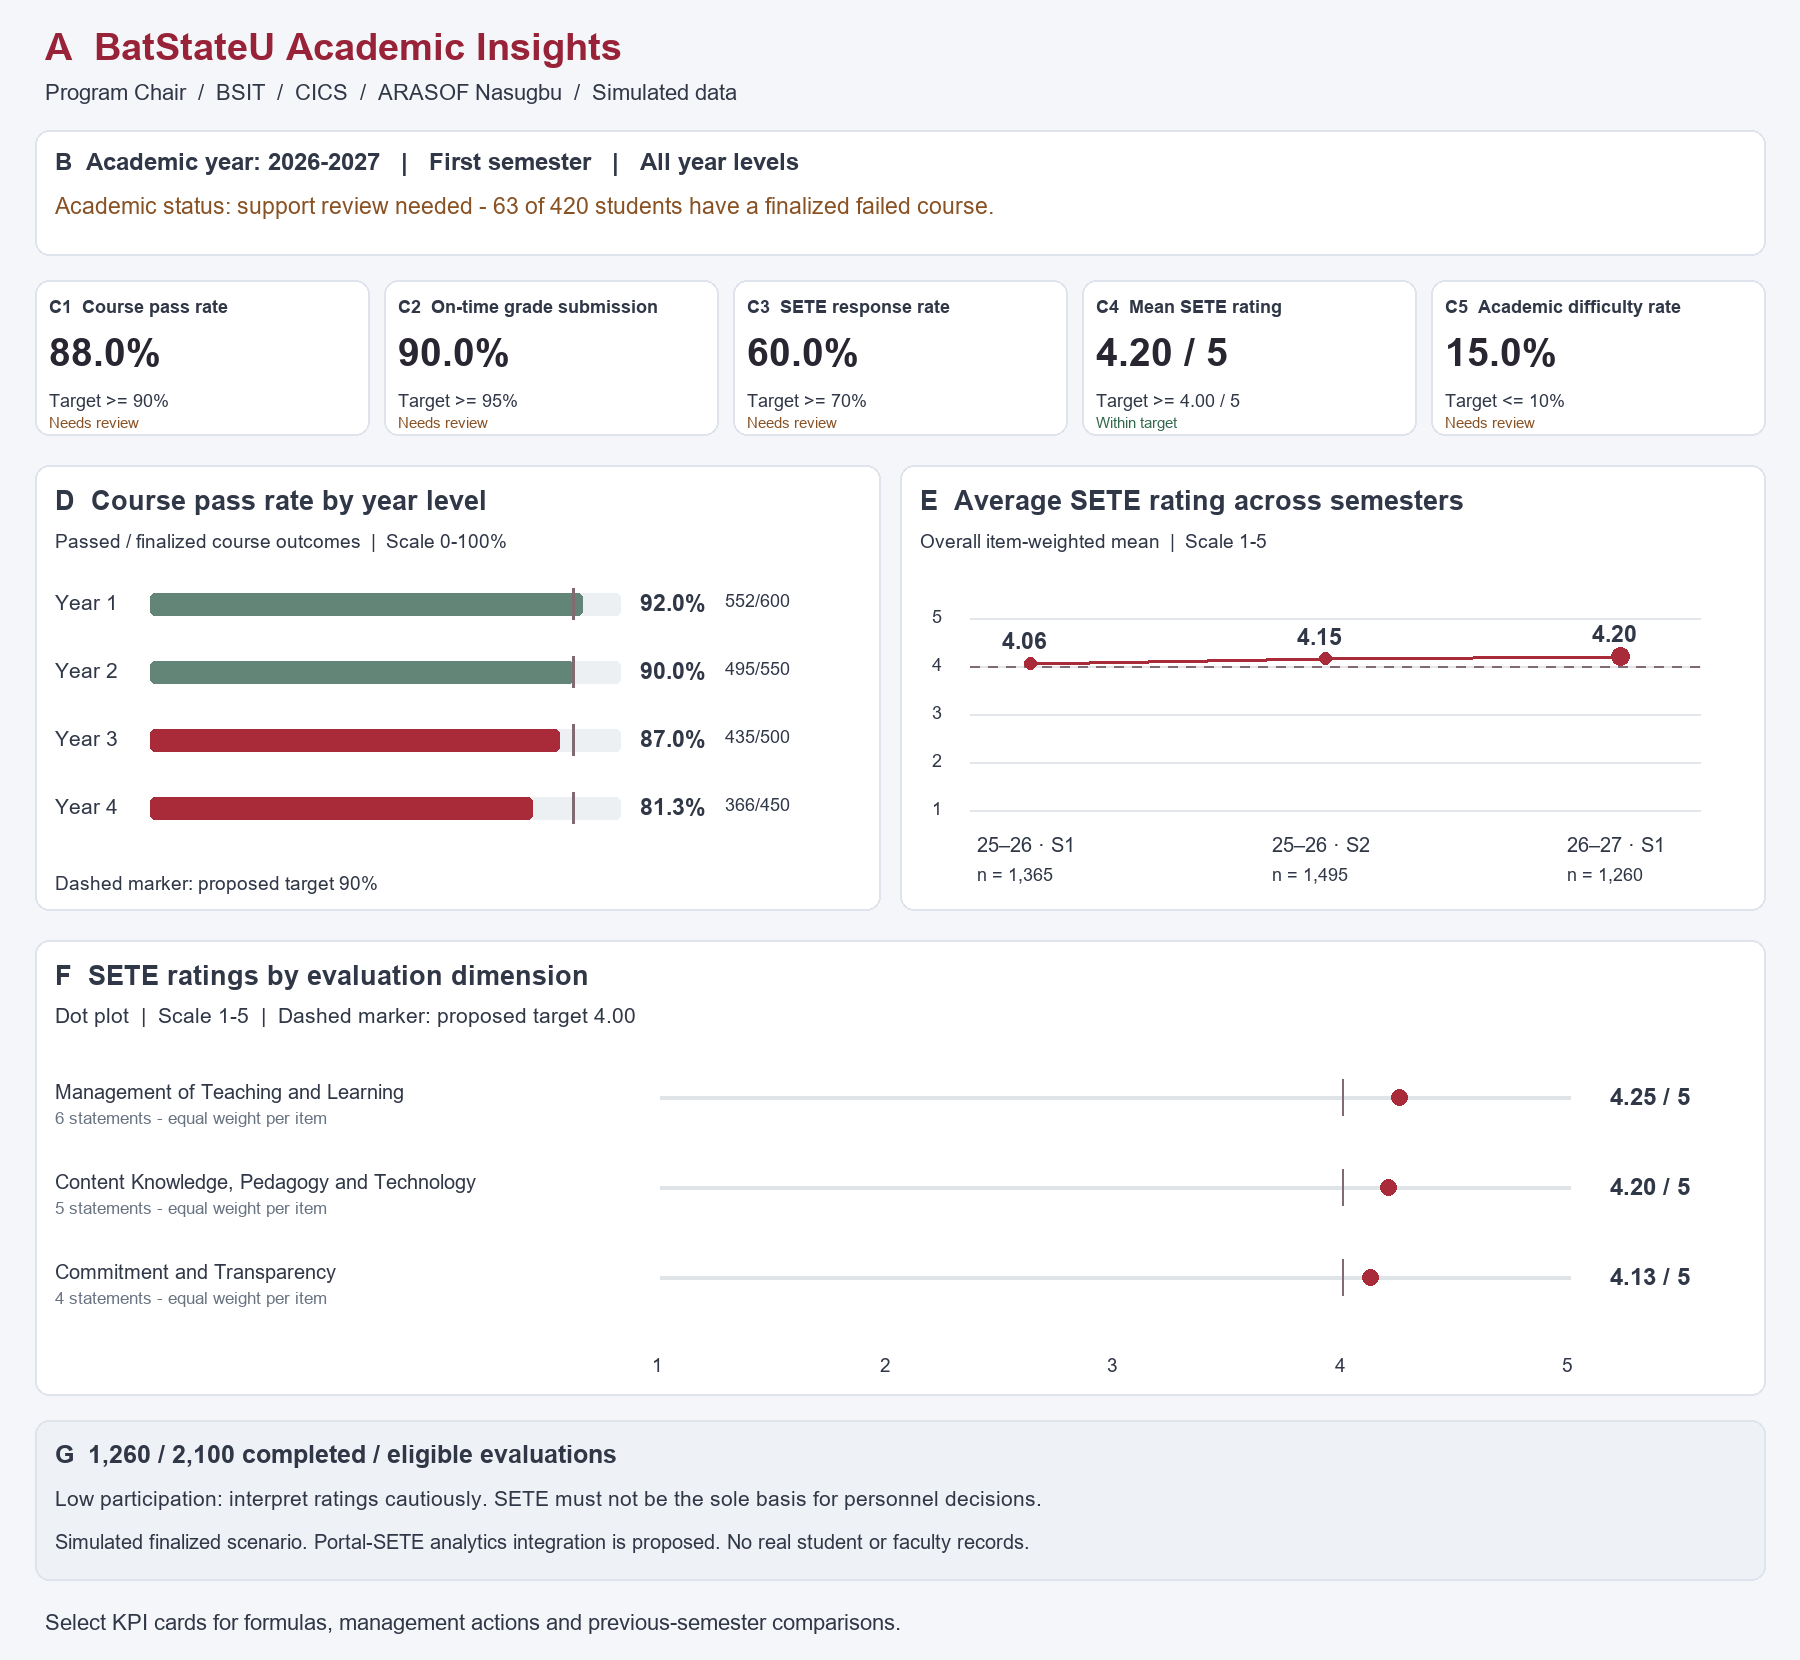 A BatStateU Academic Insights
Program Chair / BSIT / CICS / ARASOF Nasugbu / Simulated data
B Academic year: 2026-2027 | First semester | All year levels
Academic status: support review needed - 63 of 420 students have a finalized failed course.
C1 Course pass rate
88.0%
Target >= 90%
Needs review
C2 On-time grade submission
90.0%
Target >= 95%
Needs review
C3 SETE response rate
60.0%
Target >= 70%
Needs review
C4 Mean SETE rating
4.20 / 5
Target >= 4.00 / 5
Within target
C5 Academic difficulty rate
15.0%
Target <= 10%
Needs review
D Course pass rate by year level
Passed / finalized course outcomes | Scale 0-100%
Year 1 92.0% 552/600
Year 2 90.0% 495/550
Year 3 87.0% 435/500
Year 4 81.3% 366/450
Dashed marker: proposed target 90%
E Average SETE rating across semesters
Overall item-weighted mean | Scale 1-5
5
4.06 4.15 4.20
4
3
2
1
25–26 · S1 25–26 · S2 26–27 · S1
n = 1,365 n = 1,495 n = 1,260
F SETE ratings by evaluation dimension
Dot plot | Scale 1-5 | Dashed marker: proposed target 4.00
Management of Teaching and Learning 4.25 / 5
6 statements - equal weight per item
Content Knowledge, Pedagogy and Technology 4.20 / 5
5 statements - equal weight per item
Commitment and Transparency 4.13 / 5
4 statements - equal weight per item
1 2 3 4 5
G 1,260 / 2,100 completed / eligible evaluations
Low participation: interpret ratings cautiously. SETE must not be the sole basis for personnel decisions.
Simulated finalized scenario. Portal-SETE analytics integration is proposed. No real student or faculty records.
Select KPI cards for formulas, management actions and previous-semester comparisons.